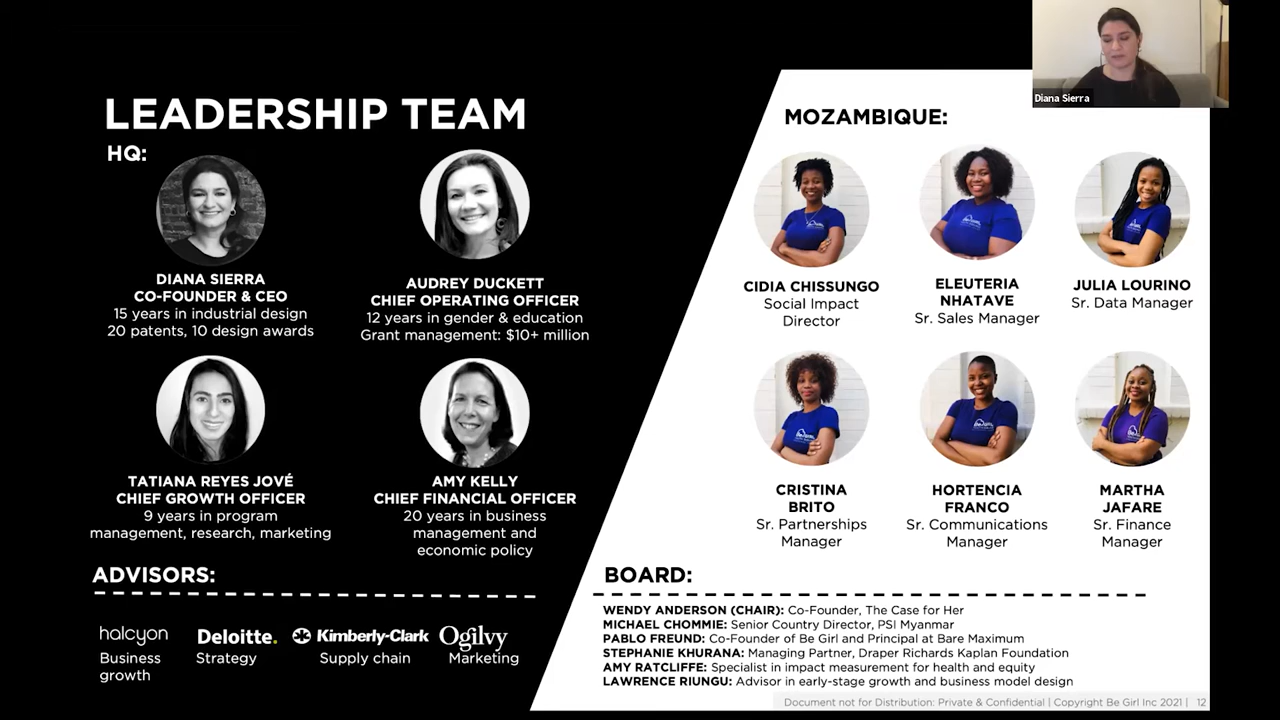 Diana Sierra
LEADERSHIP TEAM
HQ:
DIANA SIERRA
CO-FOUNDER & CEO
15 years in industrial design
20 patents, 10 design awards
AUDREY DUCKETT
CHIEF OPERATING OFFICER
12 years in gender & education
Grant management: $10+ million
TATIANA REYES JOVÉ
CHIEF GROWTH OFFICER
9 years in program
management, research, marketing
AMY KELLY
CHIEF FINANCIAL OFFICER
20 years in business
management and
economic policy
ADVISORS:
halcyon
Business
growth
Deloitte.
Strategy
Kimberly-Clark
Supply chain
Ogilvy
Marketing
MOZAMBIQUE:
CIDIA CHISSUNGO
Social Impact
Director
ELEUTERIA
NHATAVE
Sr. Sales Manager
JULIA LOURINO
Sr. Data Manager
CRISTINA
BRITO
Sr. Partnerships
Manager
HORTENCIA
FRANCO
Sr. Communications
Manager
MARTHA
JAFARE
Sr. Finance
Manager
BOARD:
WENDY ANDERSON (CHAIR): Co-Founder, The Case for Her
MICHAEL CHOMMIE: Senior Country Director, PSI Myanmar
PABLO FREUND: Co-Founder of Be Girl and Principal at Bare Maximum
STEPHANIE KHURANA: Managing Partner, Draper Richards Kaplan Foundation
AMY RATCLIFFE: Specialist in impact measurement for health and equity
LAWRENCE RIUNGU: Advisor in early-stage growth and business model design
Document not for Distribution: Private & Confidential | Copyright Be Girl Inc 2021 | 12